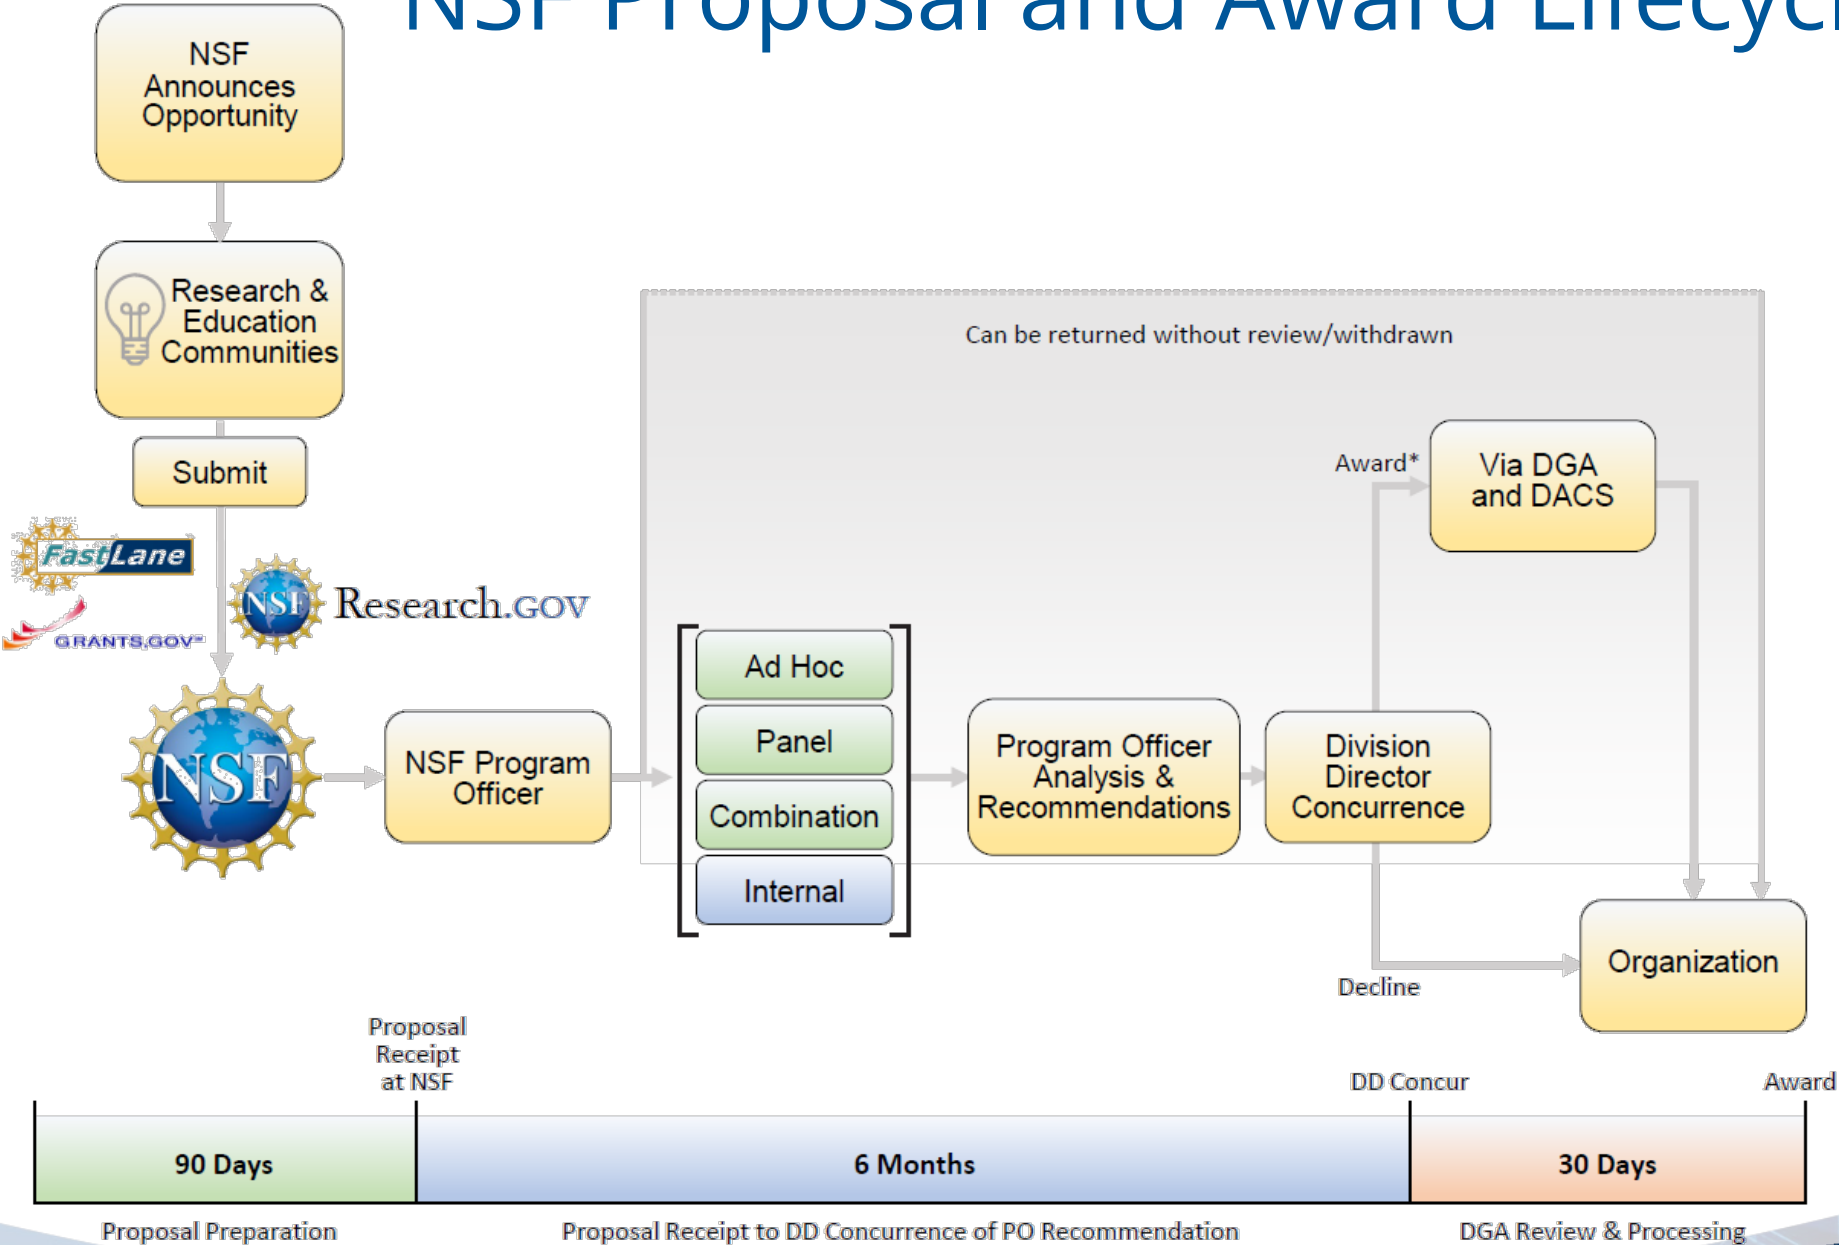 NSF Proposal and Award Lifecycl
NSF
Announces
Opportunity
Research &
Education
Communities
Submit
FastLane
GRANTS.GOV℠
NSF
Research.GOV
NSF
NSF Program
Officer
Can be returned without review/withdrawn
Ad Hoc
Panel
Combination
Internal
Program Officer
Analysis &
Recommendations
Division
Director
Concurrence
Award*
Via DGA
and DACS
Decline
Organization
Proposal
Receipt
at NSF
DD Concur
Award
90 Days
6 Months
30 Days
Proposal Preparation
Proposal Receipt to DD Concurrence of PO Recommendation
DGA Review & Processing